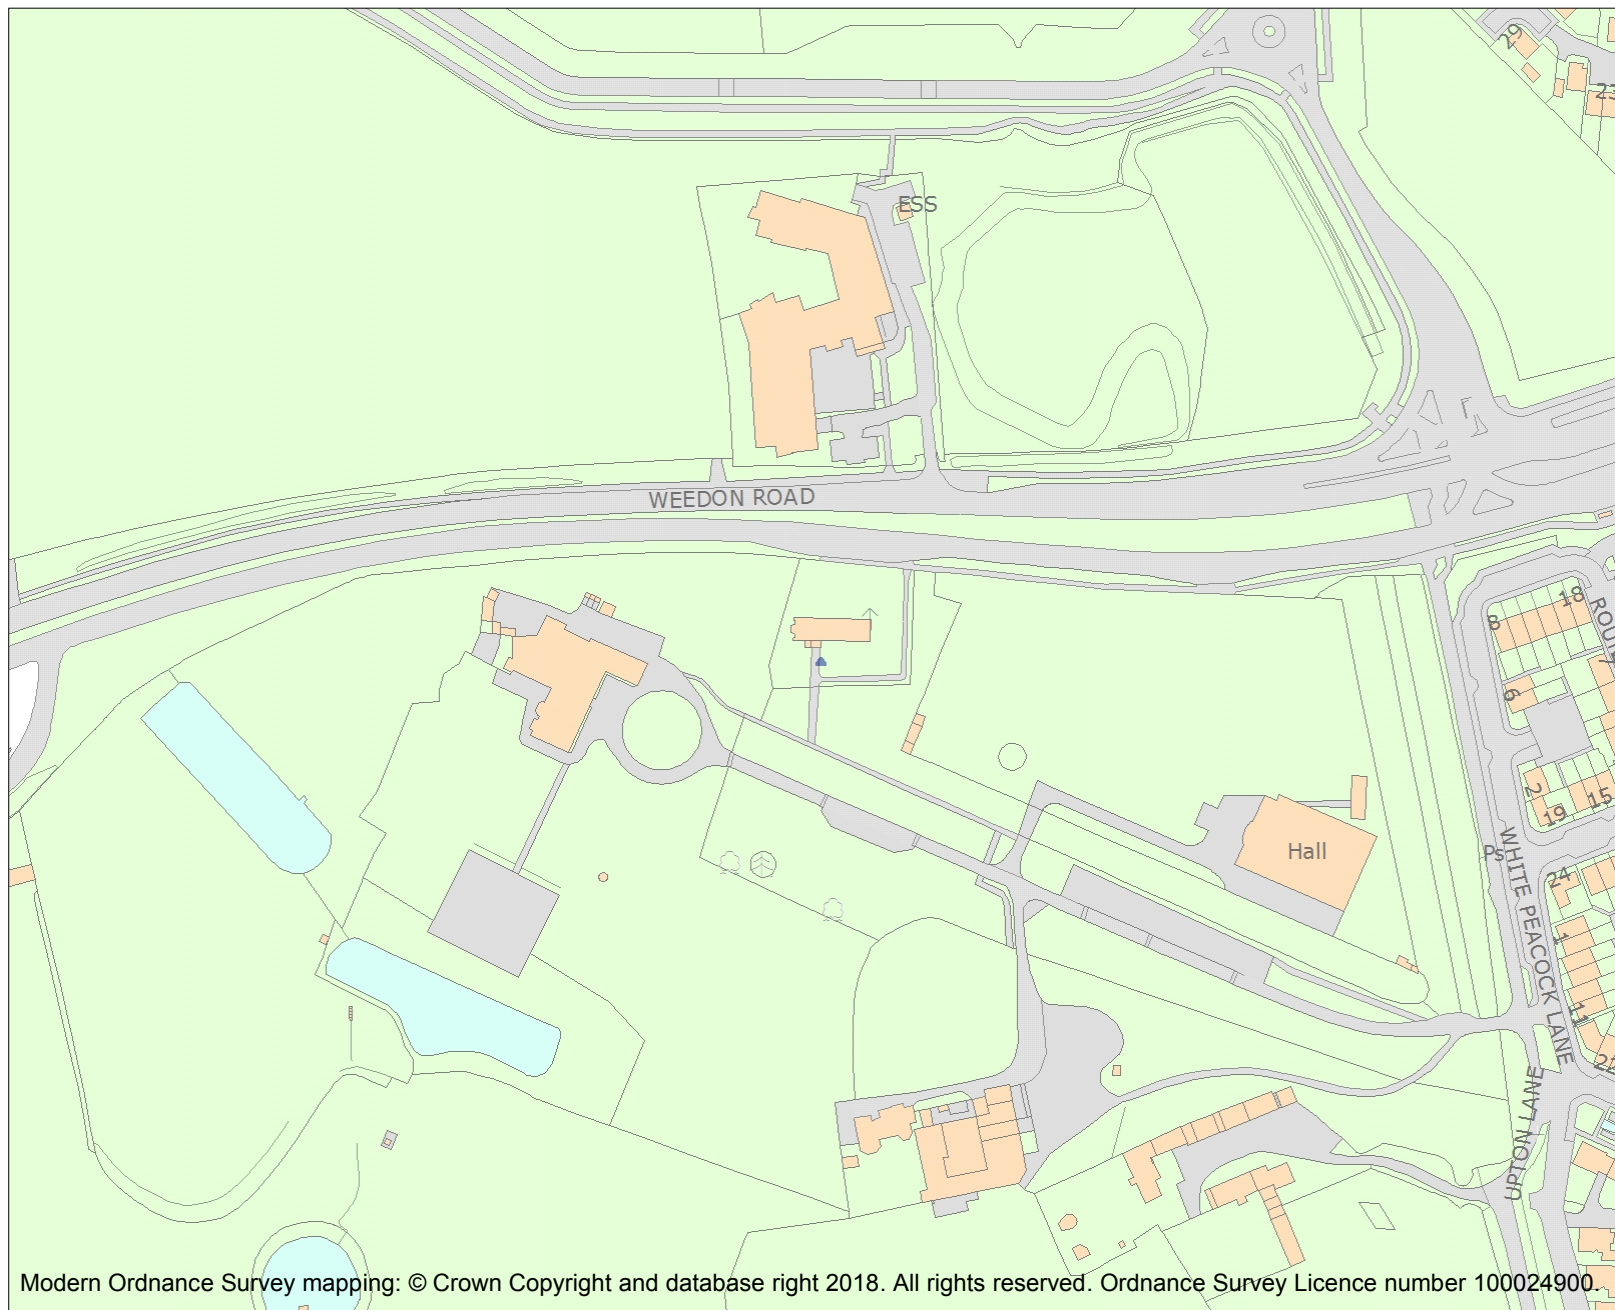 29
23
ESS
WEEDON ROAD
18
8
7
6
2
19
15
Hall
Ps
24
WHITE PEACOCK LANE
1
11
22
UPTON LANE
Modern Ordnance Survey mapping: © Crown Copyright and database right 2018. All rights reserved. Ordnance Survey Licence number 100024900.